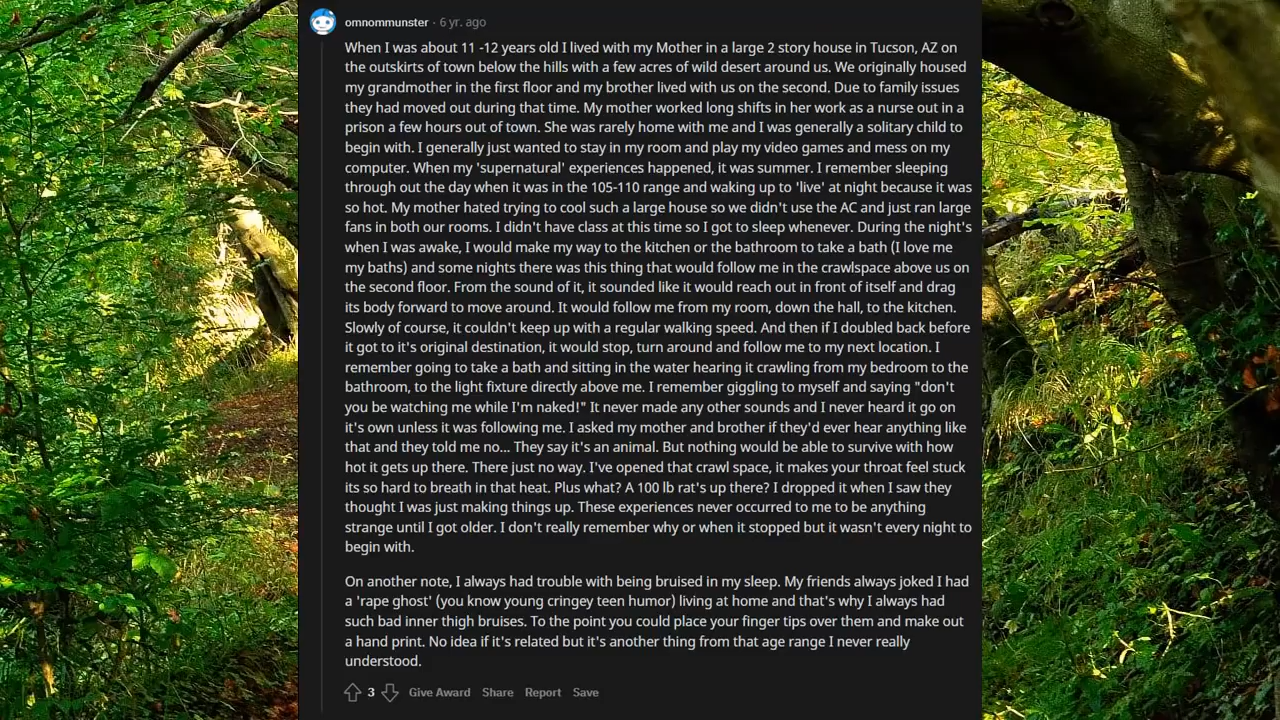 omnommunster · 6 yr. ago
When I was about 11 -12 years old I lived with my Mother in a large 2 story house in Tucson, AZ on
the outskirts of town below the hills with a few acres of wild desert around us. We originally housed
my grandmother in the first floor and my brother lived with us on the second. Due to family issues
they had moved out during that time. My mother worked long shifts in her work as a nurse out in a
prison a few hours out of town. She was rarely home with me and I was generally a solitary child to
begin with. I generally just wanted to stay in my room and play my video games and mess on my
computer. When my 'supernatural' experiences happened, it was summer. I remember sleeping
through out the day when it was in the 105-110 range and waking up to 'live' at night because it was
so hot. My mother hated trying to cool such a large house so we didn't use the AC and just ran large
fans in both our rooms. I didn't have class at this time so I got to sleep whenever. During the night's
when I was awake, I would make my way to the kitchen or the bathroom to take a bath (I love me
my baths) and some nights there was this thing that would follow me in the crawlspace above us on
the second floor. From the sound of it, it sounded like it would reach out in front of itself and drag
its body forward to move around. It would follow me from my room, down the hall, to the kitchen.
Slowly of course, it couldn't keep up with a regular walking speed. And then if I doubled back before
it got to it's original destination, it would stop, turn around and follow me to my next location. I
remember going to take a bath and sitting in the water hearing it crawling from my bedroom to the
bathroom, to the light fixture directly above me. I remember giggling to myself and saying "don't
you be watching me while I'm naked!" It never made any other sounds and I never heard it go on
it's own unless it was following me. I asked my mother and brother if they'd ever hear anything like
that and they told me no... They say it's an animal. But nothing would be able to survive with how
hot it gets up there. There just no way. I've opened that crawl space, it makes your throat feel stuck
its so hard to breath in that heat. Plus what? A 100 lb rat's up there? I dropped it when I saw they
thought I was just making things up. These experiences never occurred to me to be anything
strange until I got older. I don't really remember why or when it stopped but it wasn't every night to
begin with.
On another note, I always had trouble with being bruised in my sleep. My friends always joked I had
a 'rape ghost' (you know young cringey teen humor) living at home and that's why I always had
such bad inner thigh bruises. To the point you could place your finger tips over them and make out
a hand print. No idea if it's related but it's another thing from that age range I never really
understood.
3 Give Award Share Report Save